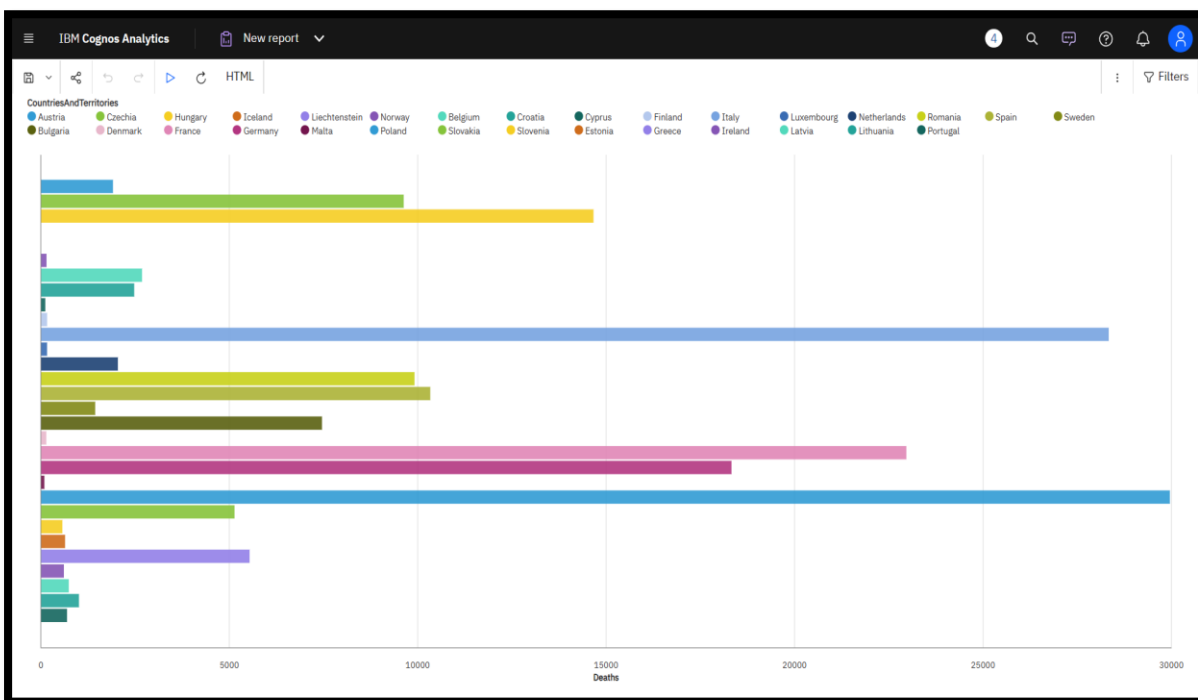 IBM Cognos Analytics New report 4
HTML Filters
CountriesAndTerritories
Austria Czechia Hungary Iceland Liechtenstein Norway Belgium Croatia Cyprus Finland Italy Luxembourg Netherlands Romania Spain Sweden
Bulgaria Denmark France Germany Malta Poland Slovakia Slovenia Estonia Greece Ireland Latvia Lithuania Portugal
0 5000 10000 15000 20000 25000 30000
Deaths